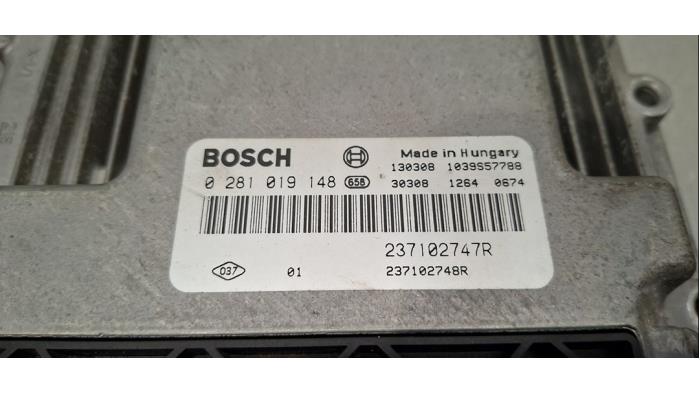 BOSCH Made in Hungary
130308 1039S57788
0 281 019 148 658 30308 1264 0674
237102747R
037 01 237102748R